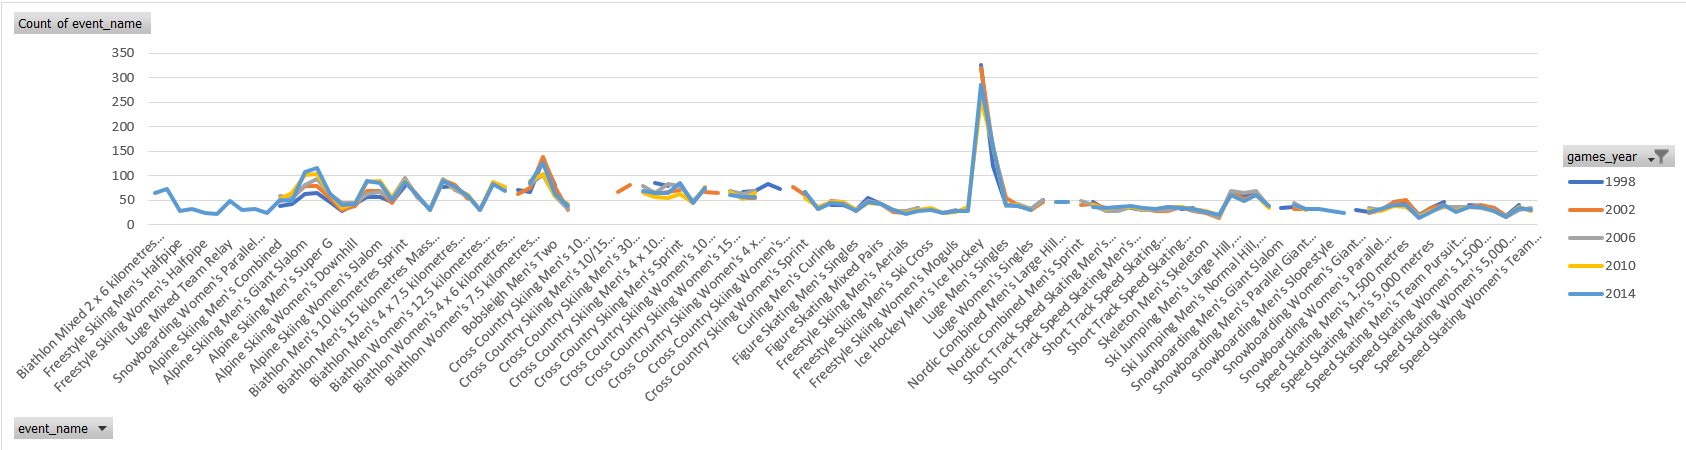 Count of event_name
350
300
250
200
150
100
50
0
Biathlon Mixed 2 x 6 kilometres...
Freestyle Skiing Men's Halfpipe
Freestyle Skiing Women's Halfpipe
Luge Mixed Team Relay
Snowboarding Women's Parallel...
Alpine Skiing Men's Combined
Alpine Skiing Men's Giant Slalom
Alpine Skiing Men's Super G
Alpine Skiing Women's Downhill
Alpine Skiing Women's Slalom
Biathlon Men's 10 kilometres Sprint
Biathlon Men's 15 kilometres Mass...
Biathlon Men's 4 x 7.5 kilometres...
Biathlon Women's 12.5 kilometres...
Biathlon Women's 4 x 6 kilometres...
Biathlon Women's 7.5 kilometres...
Bobsleigh Men's Two
Cross Country Skiing Men's 10...
Cross Country Skiing Men's 10/15...
Cross Country Skiing Men's 30...
Cross Country Skiing Men's 4 x 10...
Cross Country Skiing Men's Sprint
Cross Country Skiing Women's 10...
Cross Country Skiing Women's 15...
Cross Country Skiing Women's 4 x...
Cross Country Skiing Women's...
Cross Country Skiing Women's Sprint
Curling Men's Curling
Figure Skating Men's Singles
Figure Skating Mixed Pairs
Freestyle Skiing Men's Aerials
Freestyle Skiing Men's Ski Cross
Freestyle Skiing Women's Moguls
Ice Hockey Men's Ice Hockey
Luge Men's Singles
Luge Women's Singles
Nordic Combined Men's Large Hill...
Nordic Combined Men's Sprint
Short Track Speed Skating Men's...
Short Track Speed Skating Men's...
Short Track Speed Skating...
Short Track Speed Skating...
Skeleton Men's Skeleton
Ski Jumping Men's Large Hill,...
Ski Jumping Men's Normal Hill,...
Snowboarding Men's Giant Slalom
Snowboarding Men's Parallel Giant...
Snowboarding Men's Slopestyle
Snowboarding Women's Giant...
Snowboarding Women's Parallel...
Speed Skating Men's 1,500 metres
Speed Skating Men's 5,000 metres
Speed Skating Men's Team Pursuit...
Speed Skating Women's 1,500...
Speed Skating Women's 5,000...
Speed Skating Women's Team...
games_year
1998
2002
2006
2010
2014
event_name